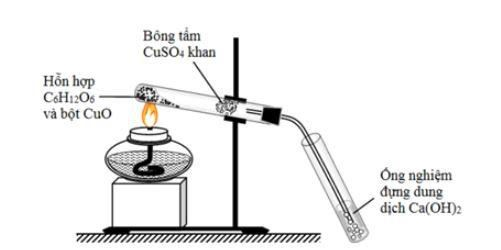 Bông tẩm
CuSO₄ khan
Hỗn hợp
C₆H₁₂O₆
và bột CuO
Ống nghiệm
đựng dung
dịch Ca(OH)₂